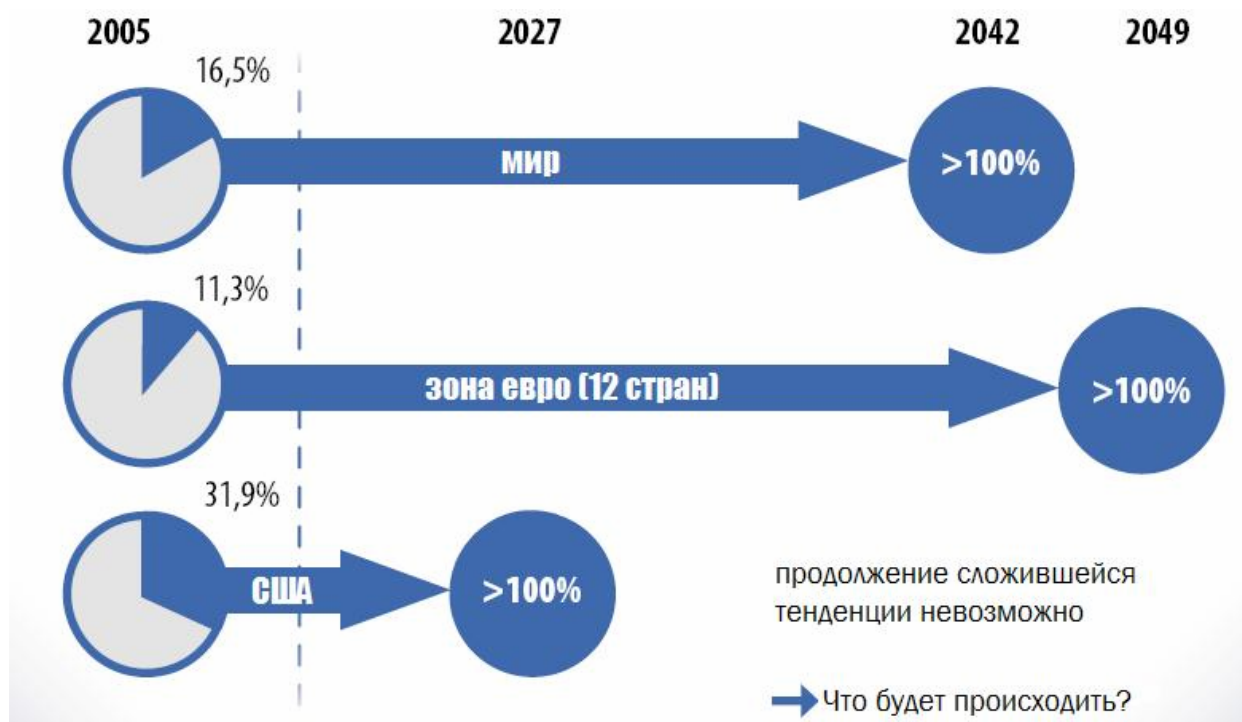 2005 2027 2042 2049
16,5%
мир
>100%
11,3%
зона евро (12 стран)
>100%
31,9%
США
>100%
продолжение сложившейся
тенденции невозможно
Что будет происходить?